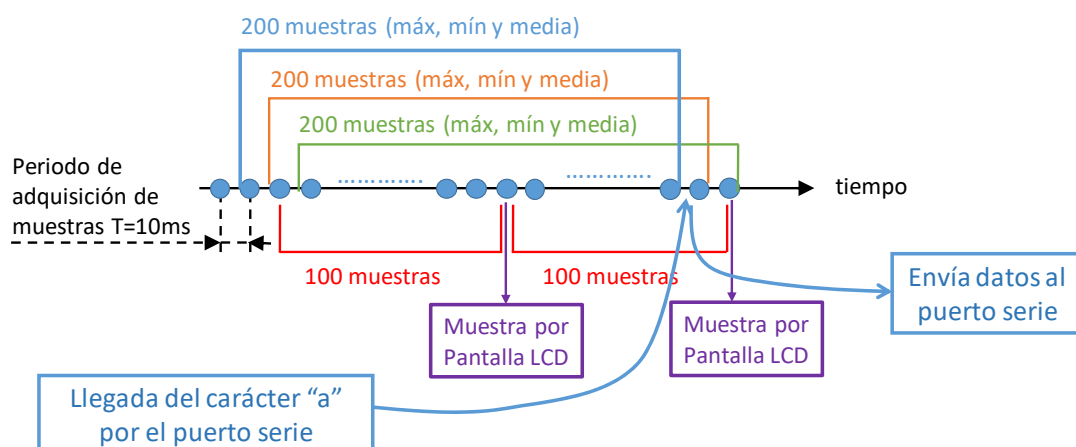 200 muestras (máx, mín y media)
200 muestras (máx, mín y media)
200 muestras (máx, mín y media)
Periodo de
adquisición de
muestras T=10ms
………….
………….
tiempo
100 muestras
100 muestras
Muestra por
Pantalla LCD
Muestra por
Pantalla LCD
Envía datos al
puerto serie
Llegada del carácter “a”
por el puerto serie